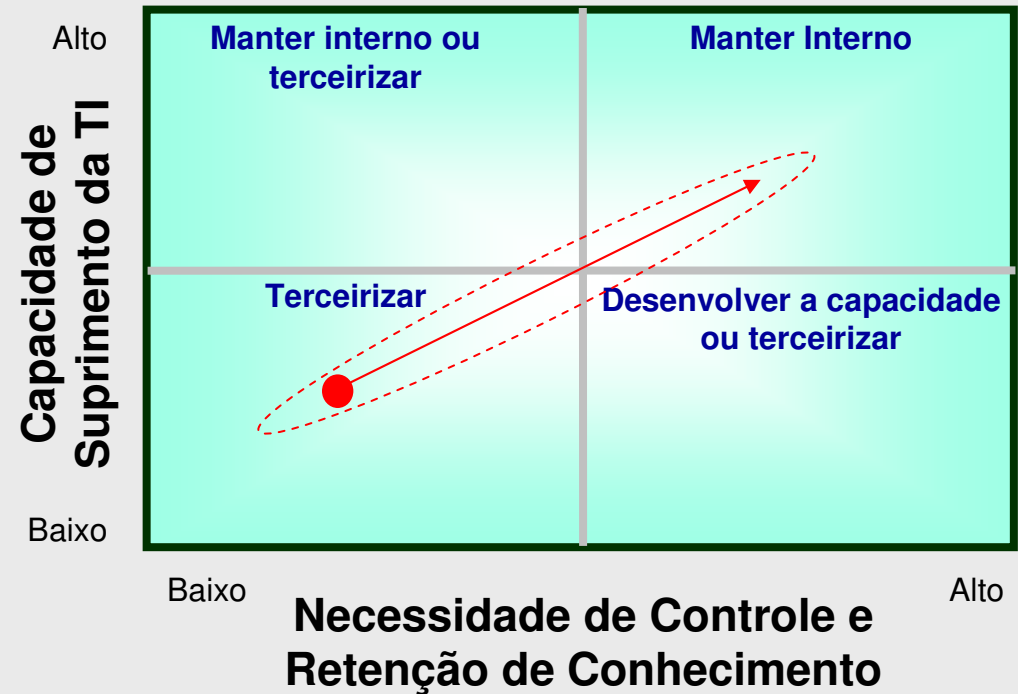 Alto
Manter interno ou
terceirizar
Manter Interno
Capacidade de
Suprimento da TI
Terceirizar
Desenvolver a capacidade
ou terceirizar
Baixo
Baixo
Alto
Necessidade de Controle e
Retenção de Conhecimento